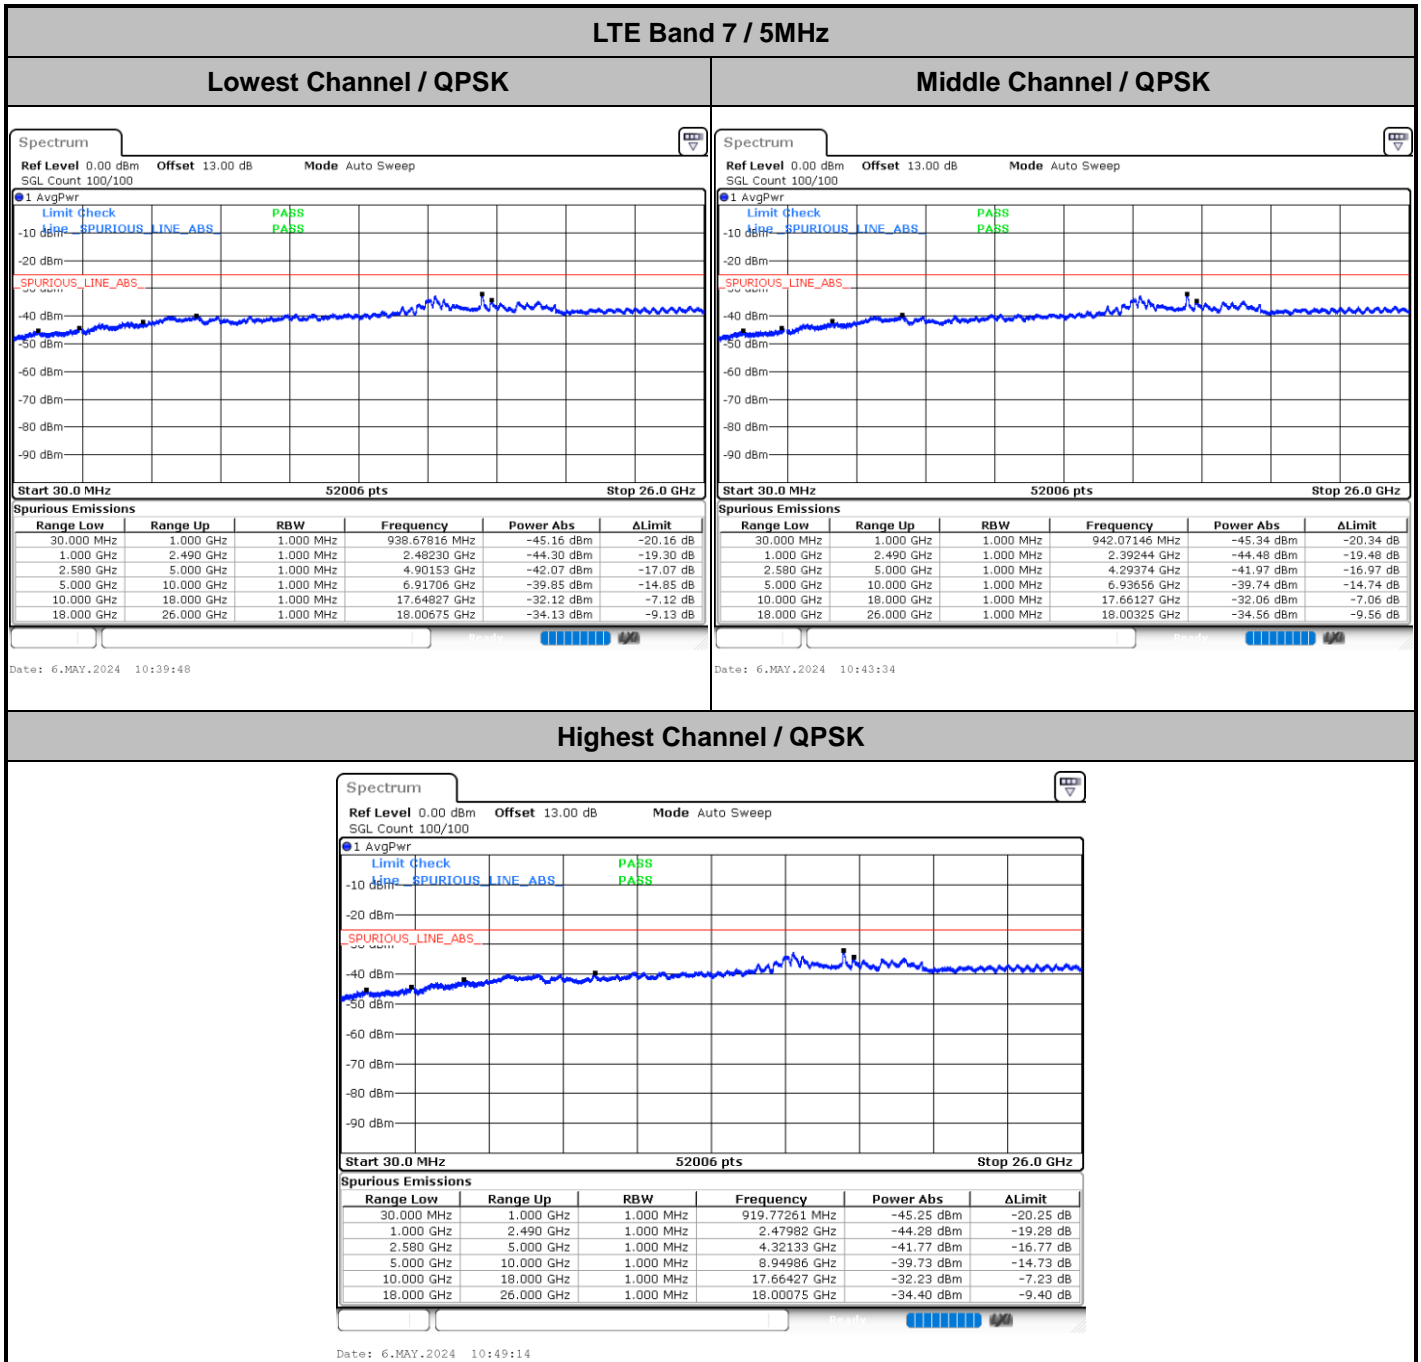 LTE Band 7 / 5MHz
Lowest Channel / QPSK
Middle Channel / QPSK
Spectrum
Ref Level 0.00 dBm Offset 13.00 dB Mode Auto Sweep
SGL Count 100/100
1 AvgPwr
Limit Check PASS
Line _SPURIOUS_LINE_ABS_ PASS
-10 dBm
-20 dBm
_SPURIOUS_LINE_ABS_
-30 dBm
-40 dBm
-50 dBm
-60 dBm
-70 dBm
-80 dBm
-90 dBm
Start 30.0 MHz 52006 pts Stop 26.0 GHz
Spurious Emissions
Range Low Range Up RBW Frequency Power Abs ΔLimit
30.000 MHz 1.000 GHz 1.000 MHz 938.67816 MHz -45.16 dBm -20.16 dB
1.000 GHz 2.490 GHz 1.000 MHz 2.48230 GHz -44.30 dBm -19.30 dB
2.580 GHz 5.000 GHz 1.000 MHz 4.90153 GHz -42.07 dBm -17.07 dB
5.000 GHz 10.000 GHz 1.000 MHz 6.91706 GHz -39.85 dBm -14.85 dB
10.000 GHz 18.000 GHz 1.000 MHz 17.64827 GHz -32.12 dBm -7.12 dB
18.000 GHz 26.000 GHz 1.000 MHz 18.00675 GHz -34.13 dBm -9.13 dB
Ready
Date: 6.MAY.2024 10:39:48
Spectrum
Ref Level 0.00 dBm Offset 13.00 dB Mode Auto Sweep
SGL Count 100/100
1 AvgPwr
Limit Check PASS
Line _SPURIOUS_LINE_ABS_ PASS
-10 dBm
-20 dBm
_SPURIOUS_LINE_ABS_
-30 dBm
-40 dBm
-50 dBm
-60 dBm
-70 dBm
-80 dBm
-90 dBm
Start 30.0 MHz 52006 pts Stop 26.0 GHz
Spurious Emissions
Range Low Range Up RBW Frequency Power Abs ΔLimit
30.000 MHz 1.000 GHz 1.000 MHz 942.07146 MHz -45.34 dBm -20.34 dB
1.000 GHz 2.490 GHz 1.000 MHz 2.39244 GHz -44.48 dBm -19.48 dB
2.580 GHz 5.000 GHz 1.000 MHz 4.29374 GHz -41.97 dBm -16.97 dB
5.000 GHz 10.000 GHz 1.000 MHz 6.93656 GHz -39.74 dBm -14.74 dB
10.000 GHz 18.000 GHz 1.000 MHz 17.66127 GHz -32.06 dBm -7.06 dB
18.000 GHz 26.000 GHz 1.000 MHz 18.00325 GHz -34.56 dBm -9.56 dB
Ready
Date: 6.MAY.2024 10:43:34
Highest Channel / QPSK
Spectrum
Ref Level 0.00 dBm Offset 13.00 dB Mode Auto Sweep
SGL Count 100/100
1 AvgPwr
Limit Check PASS
Line _SPURIOUS_LINE_ABS_ PASS
-10 dBm
-20 dBm
_SPURIOUS_LINE_ABS_
-30 dBm
-40 dBm
-50 dBm
-60 dBm
-70 dBm
-80 dBm
-90 dBm
Start 30.0 MHz 52006 pts Stop 26.0 GHz
Spurious Emissions
Range Low Range Up RBW Frequency Power Abs ΔLimit
30.000 MHz 1.000 GHz 1.000 MHz 919.77261 MHz -45.25 dBm -20.25 dB
1.000 GHz 2.490 GHz 1.000 MHz 2.47982 GHz -44.28 dBm -19.28 dB
2.580 GHz 5.000 GHz 1.000 MHz 4.32133 GHz -41.77 dBm -16.77 dB
5.000 GHz 10.000 GHz 1.000 MHz 8.94986 GHz -39.73 dBm -14.73 dB
10.000 GHz 18.000 GHz 1.000 MHz 17.66427 GHz -32.23 dBm -7.23 dB
18.000 GHz 26.000 GHz 1.000 MHz 18.00075 GHz -34.40 dBm -9.40 dB
Ready
Date: 6.MAY.2024 10:49:14